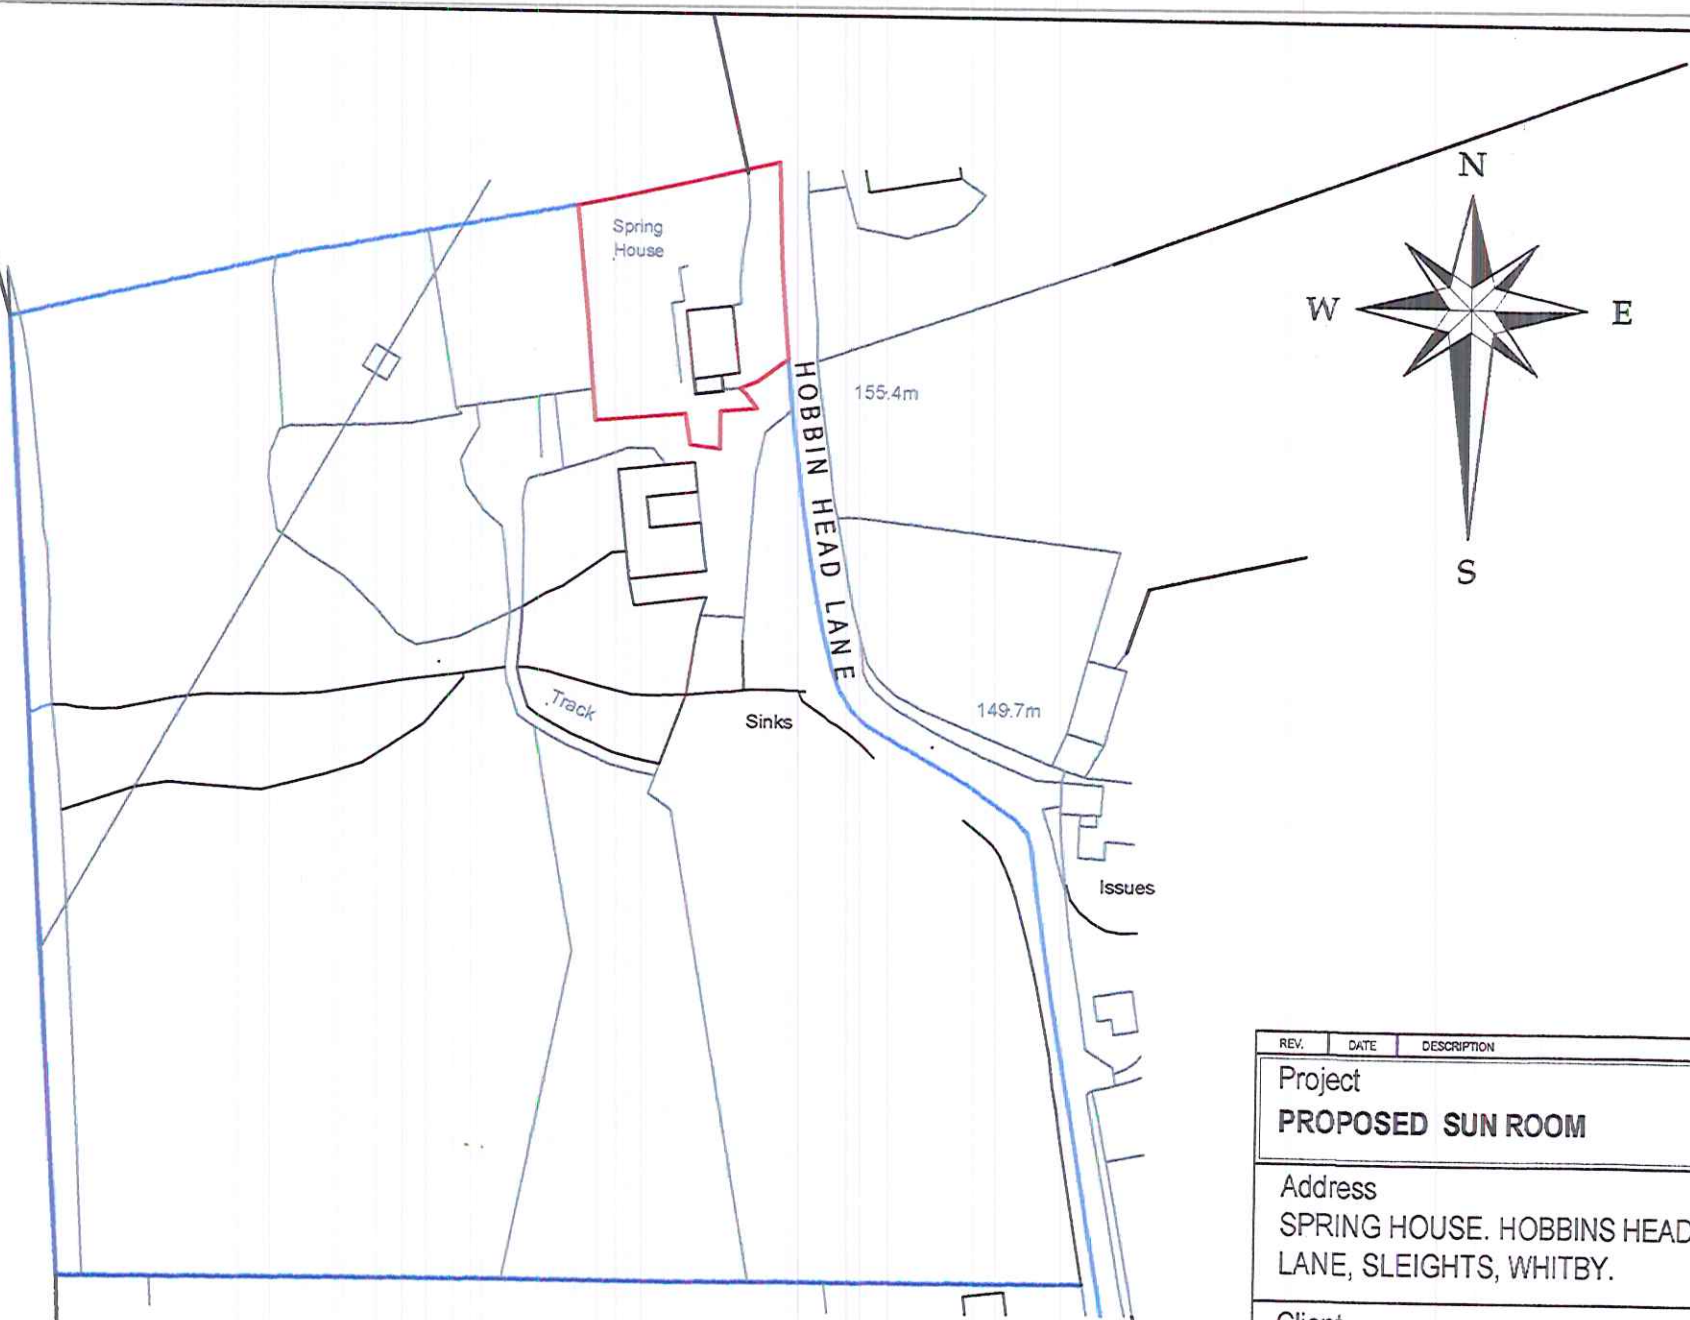 N
W
E
S
Spring
House
155.4m
HOBBIN HEAD LANE
149.7m
Track
Sinks
Issues
REV. DATE DESCRIPTION
Project
PROPOSED SUN ROOM
Address
SPRING HOUSE. HOBBINS HEAD
LANE, SLEIGHTS, WHITBY.
Client